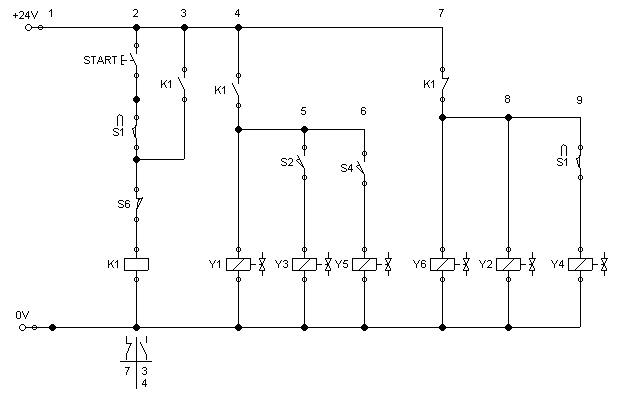 +24V 1 2 3 4 7
START
K1 K1 K1
5 6 8 9
S1 S2 S4 S1
S6
K1 Y1 Y3 Y5 Y6 Y2 Y4
0V
7 3
4